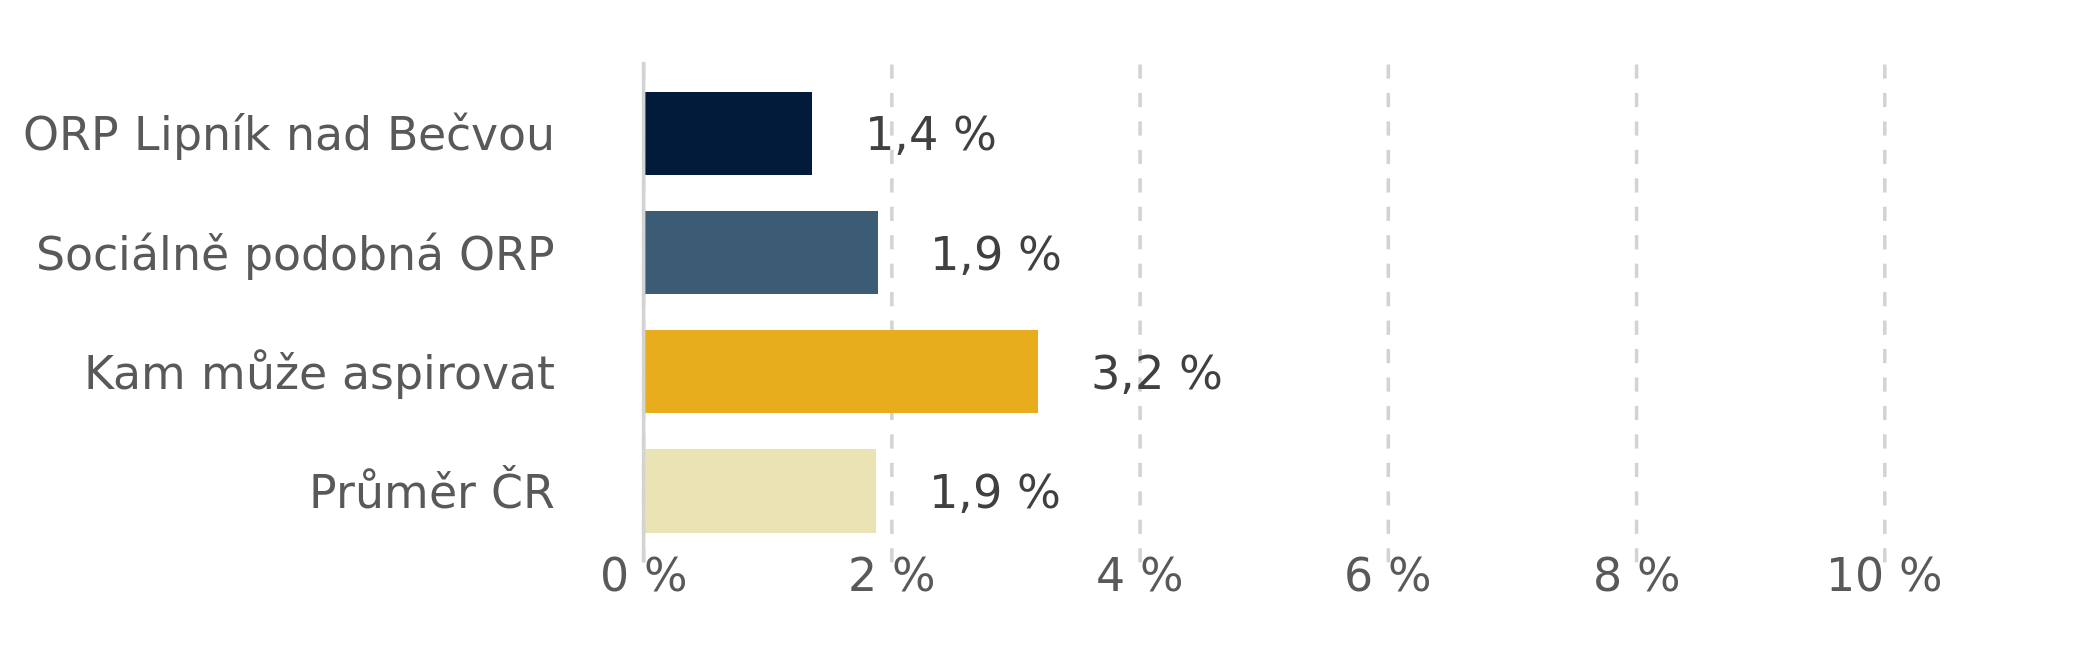 ORP Lipník nad Bečvou 1,4 %
Sociálně podobná ORP 1,9 %
Kam může aspirovat 3,2 %
Průměr ČR 1,9 %
0 % 2 % 4 % 6 % 8 % 10 %